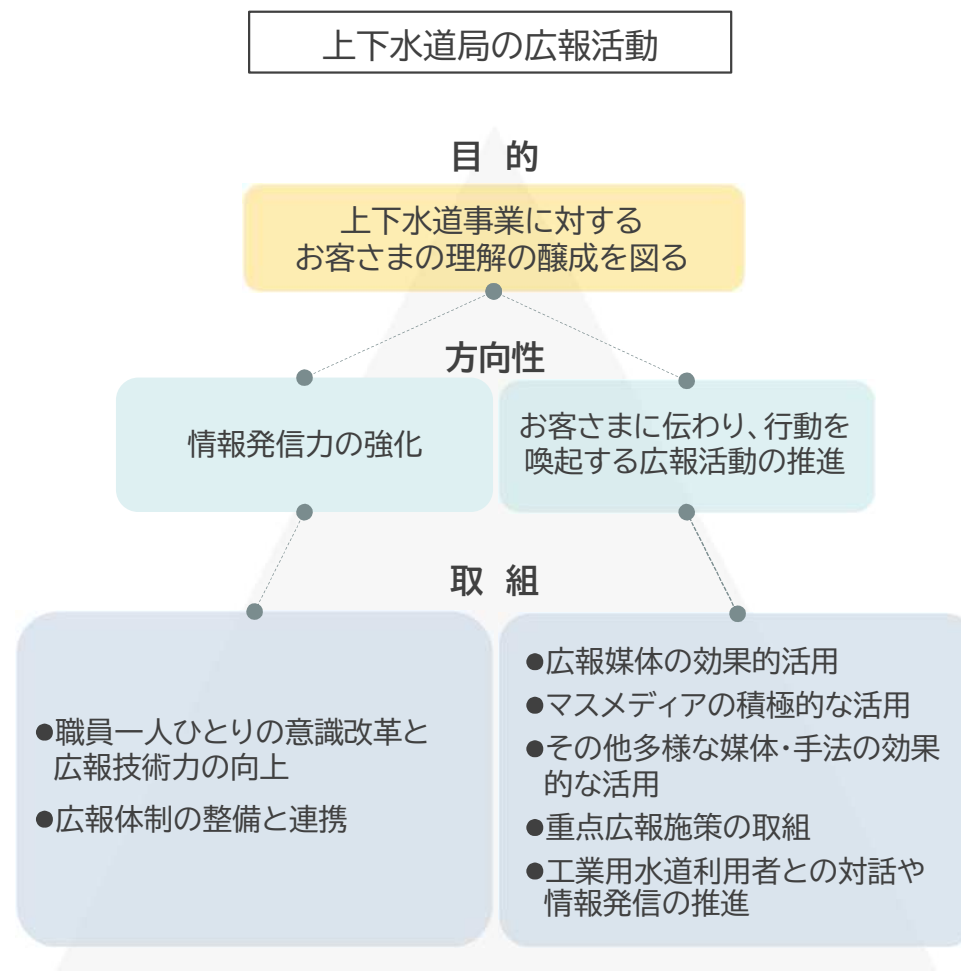 上下水道局の広報活動
目 的
上下水道事業に対する
お客さまの理解の醸成を図る
方向性
情報発信力の強化
お客さまに伝わり、行動を
喚起する広報活動の推進
取 組
●職員一人ひとりの意識改革と
広報技術力の向上
●広報体制の整備と連携
●広報媒体の効果的活用
●マスメディアの積極的な活用
●その他多様な媒体・手法の効果
的な活用
●重点広報施策の取組
●工業用水道利用者との対話や
情報発信の推進